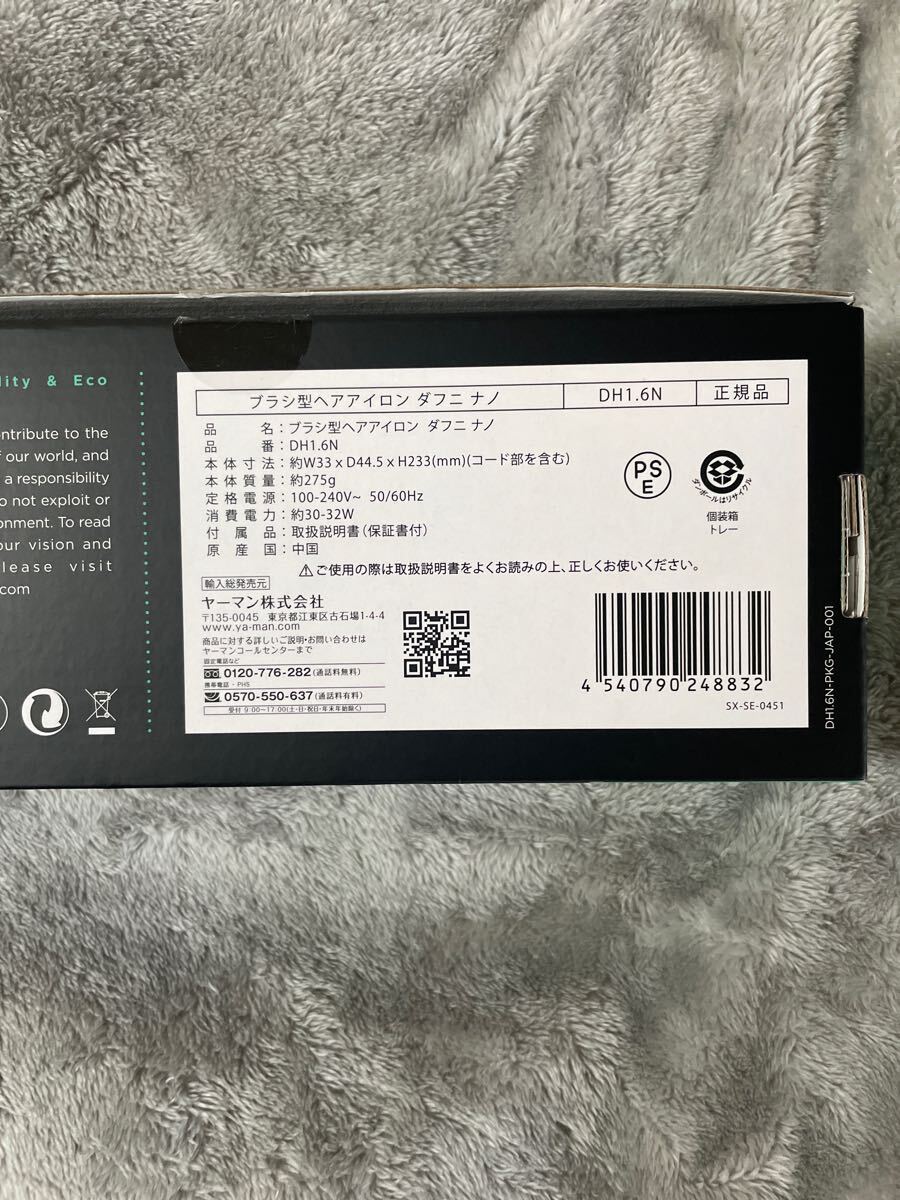 lity & Eco
ntribute to the
f our world, and
a responsibility
o not exploit or
onment. To read
our vision and
lease visit
.com
ブラシ型ヘアアイロン ダフニ ナノ DH1.6N 正規品
品名：ブラシ型ヘアアイロン ダフニ ナノ
品番：DH1.6N
本体寸法：約W33 x D44.5 x H233(mm)(コード部を含む)
本体質量：約275g
定格電源：100-240V~ 50/60Hz
消費電力：約30-32W
付属品：取扱説明書(保証書付)
原産国：中国
⚠ご使用の際は取扱説明書をよくお読みの上、正しくお使いください。
PS
E
ダンボールはリサイクル
個装箱
トレー
輸入総発売元
ヤーマン株式会社
〒135-0045 東京都江東区古石場1-4-4
www.ya-man.com
商品に対する詳しいご説明・お問い合わせは
ヤーマンコールセンターまで
固定電話など
0120-776-282(通話料無料)
携帯電話・PHS
0570-550-637(通話料有料)
受付 9:00~17:00(土・日・祝日・年末年始除く)
4 540790 248832
SX-SE-0451
DH1.6N-PKG-JAP-001